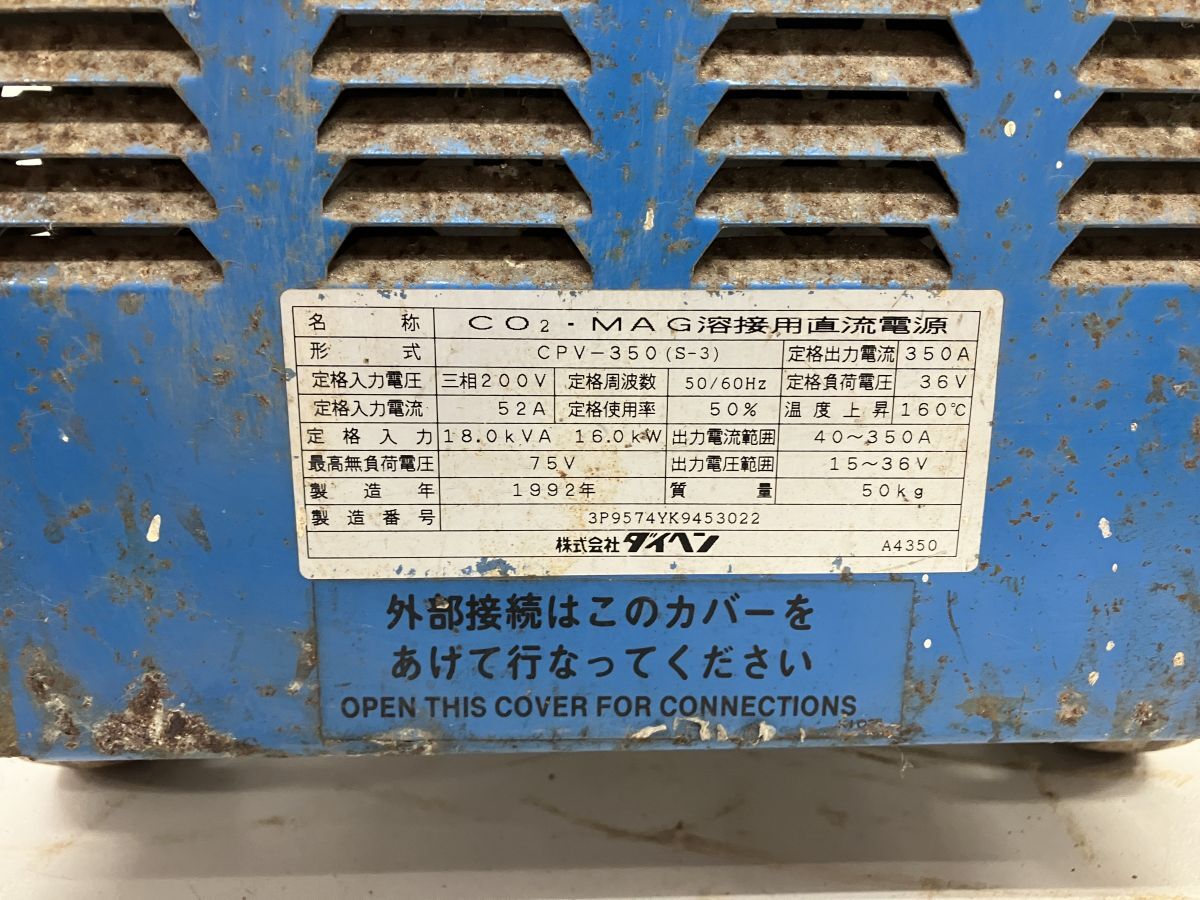 名称 CO2・MAG溶接用直流電源
形式 CPV-350(S-3) 定格出力電流 350A
定格入力電圧 三相200V 定格周波数 50/60Hz 定格負荷電圧 36V
定格入力電流 52A 定格使用率 50% 温度上昇 160℃
定格入力 18.0kVA 16.0kW 出力電流範囲 40～350A
最高無負荷電圧 75V 出力電圧範囲 15～36V
製造年 1992年 質量 50kg
製造番号 3P9574YK9453022
株式会社ダイヘン A4350
外部接続はこのカバーを
あげて行なってください
OPEN THIS COVER FOR CONNECTIONS